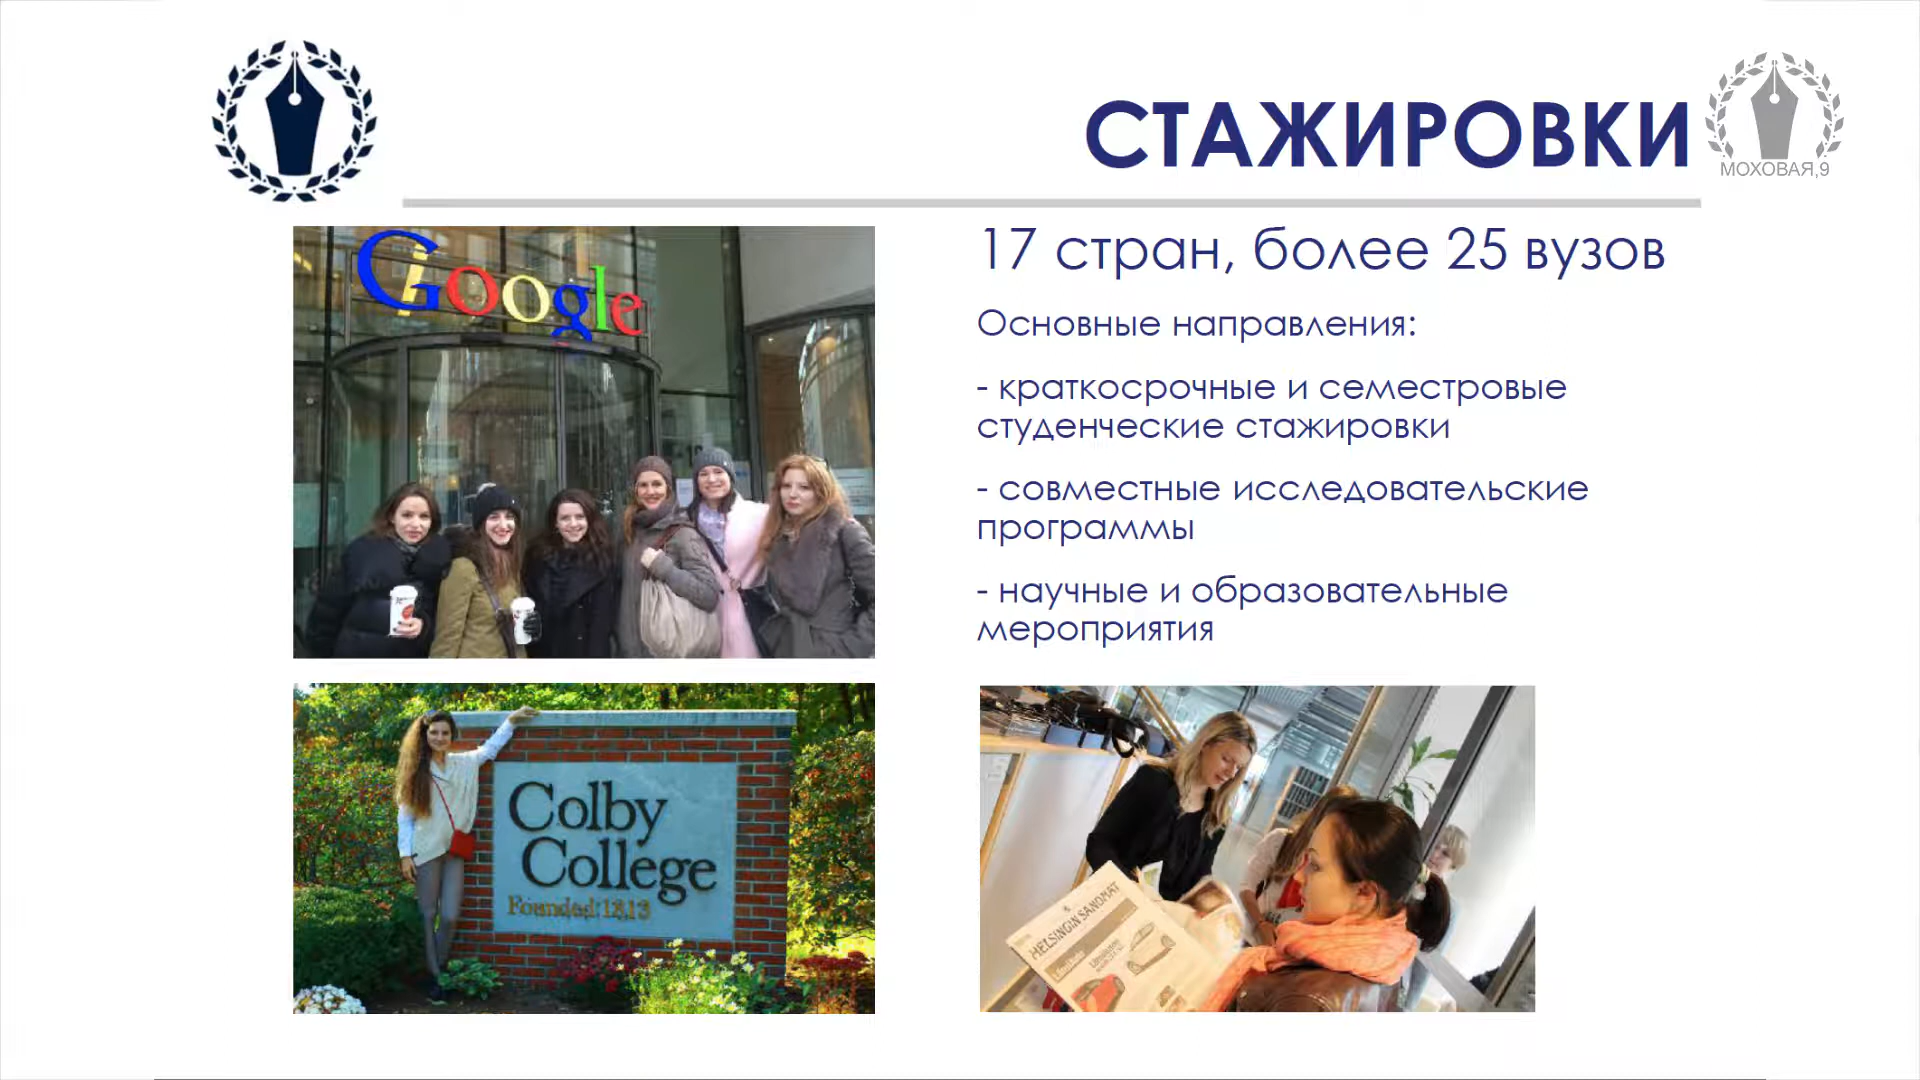 СТАЖИРОВКИ
МОХОВАЯ,9
17 стран, более 25 вузов
Основные направления:
- краткосрочные и семестровые
студенческие стажировки
- совместные исследовательские
программы
- научные и образовательные
мероприятия
Google
Colby
College
Founded 1813
HELSINGIN SANOMAT